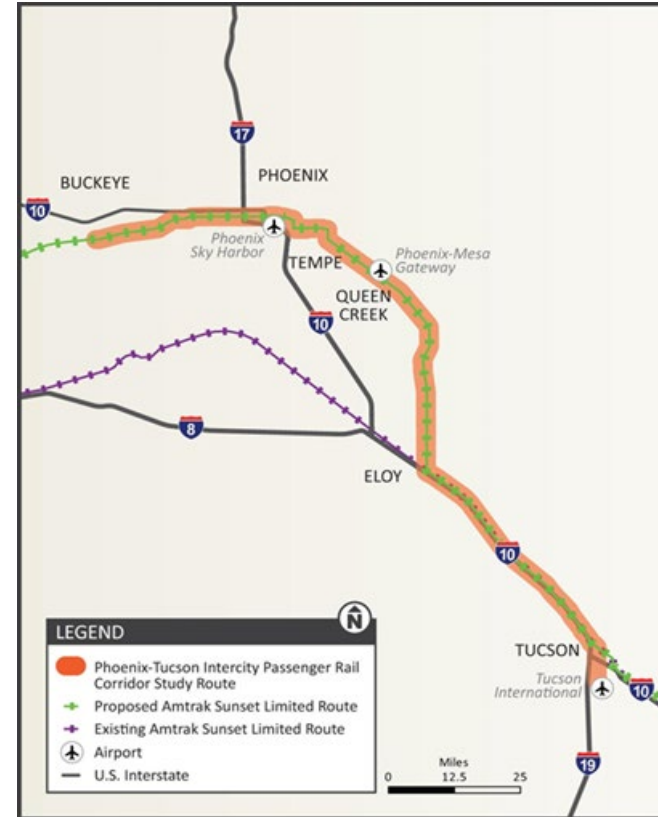 17
BUCKEYE
PHOENIX
10
Phoenix
Sky Harbor
TEMPE
Phoenix-Mesa
Gateway
QUEEN
CREEK
10
8
ELOY
10
TUCSON
Tucson
International
10
19
N
LEGEND
Phoenix-Tucson Intercity Passenger Rail
Corridor Study Route
Proposed Amtrak Sunset Limited Route
Existing Amtrak Sunset Limited Route
Airport
U.S. Interstate
Miles
0 12.5 25